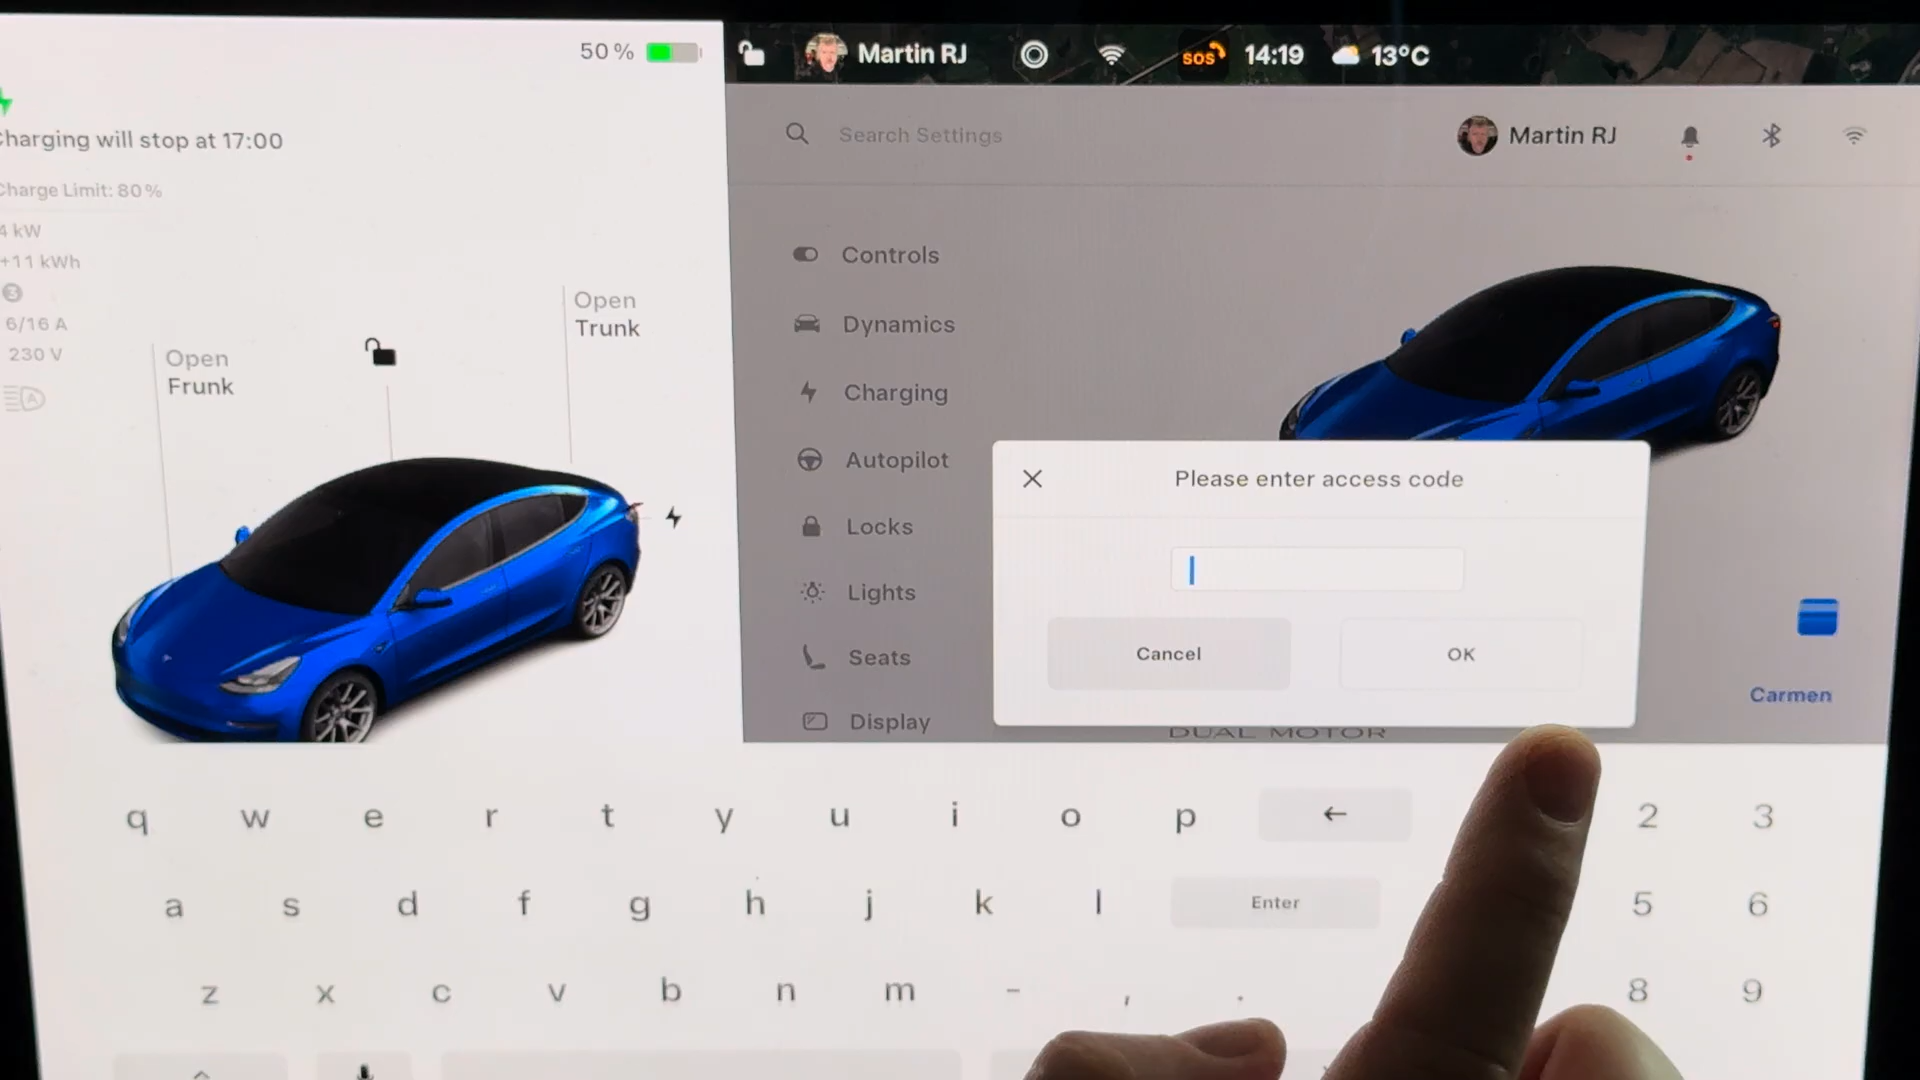 50 %
Martin RJ
SOS
14:19
13°C
Charging will stop at 17:00
Charge Limit: 80 %
4 kW
+11 kWh
3
6/16 A
230 V
A
Open
Frunk
Open
Trunk
Search Settings
Martin RJ
Controls
Dynamics
Charging
Autopilot
Locks
Lights
Seats
Display
Please enter access code
Cancel
OK
Carmen
DUAL MOTOR
q w e r t y u i o p ← 2 3
a s d f g h j k l Enter 5 6
z x c v b n m - , . 8 9